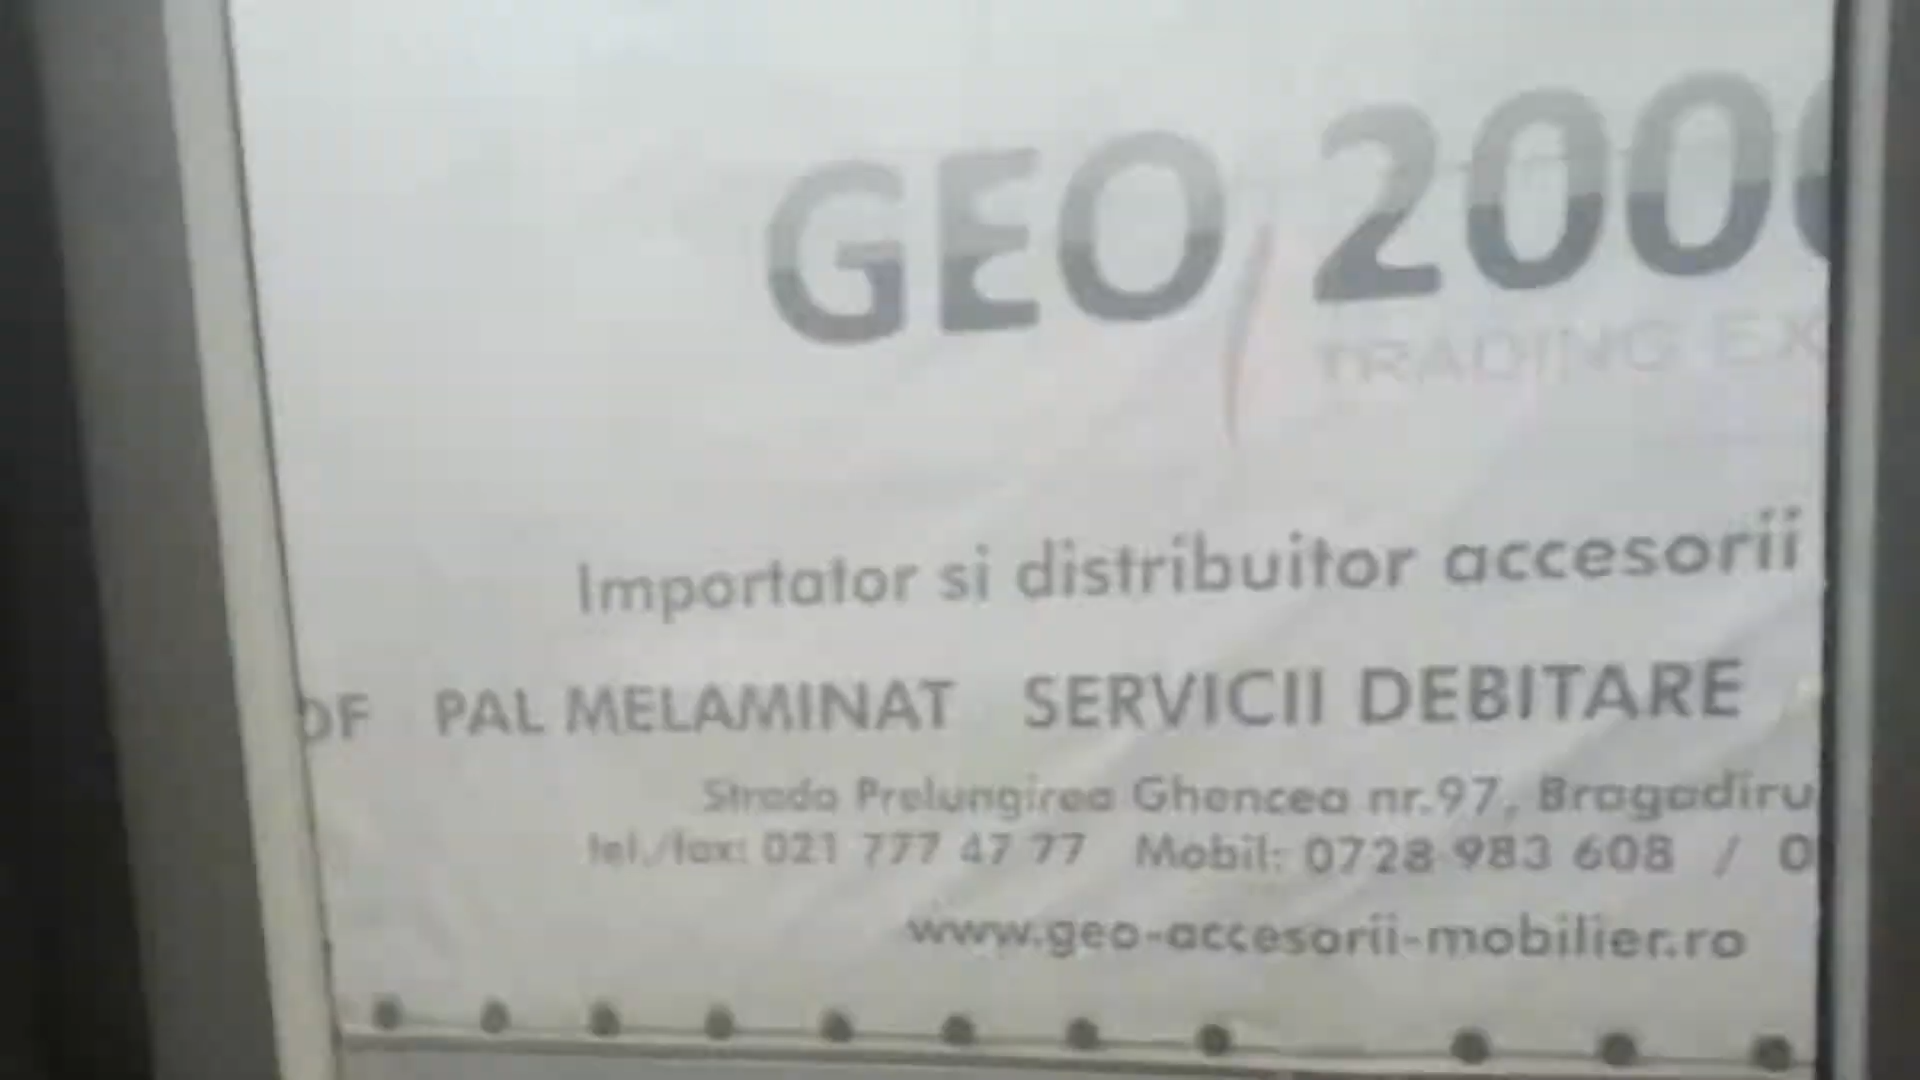 GEO 2000
TRADING EX
Importator si distribuitor accesorii
DF PAL MELAMINAT SERVICII DEBITARE
Strada Prelungirea Ghencea nr.97, Bragadiru
tel./fax: 021 777 47 77 Mobil: 0728 983 608 / 0
www.geo-accesorii-mobilier.ro